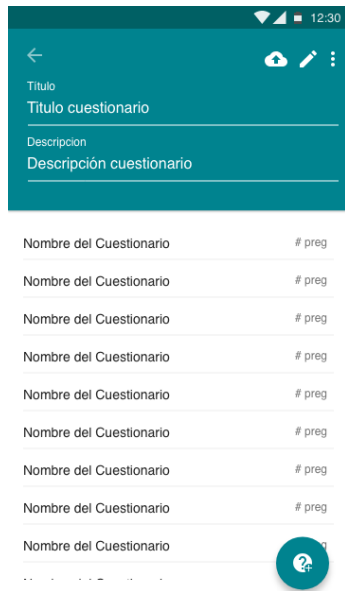 12:30
Titulo
Titulo cuestionario
Descripcion
Descripción cuestionario
Nombre del Cuestionario # preg
Nombre del Cuestionario # preg
Nombre del Cuestionario # preg
Nombre del Cuestionario # preg
Nombre del Cuestionario # preg
Nombre del Cuestionario # preg
Nombre del Cuestionario # preg
Nombre del Cuestionario # preg
Nombre del Cuestionario